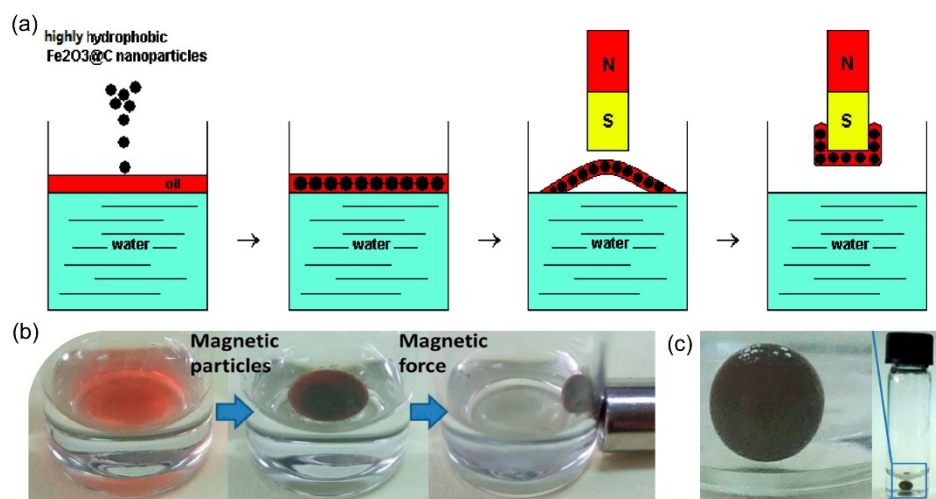 (a)
highly hydrophobic
Fe2O3@C nanoparticles
oil
water
→
water
→
N
S
water
→
N
S
water
(b)
Magnetic
particles
Magnetic
force
(c)